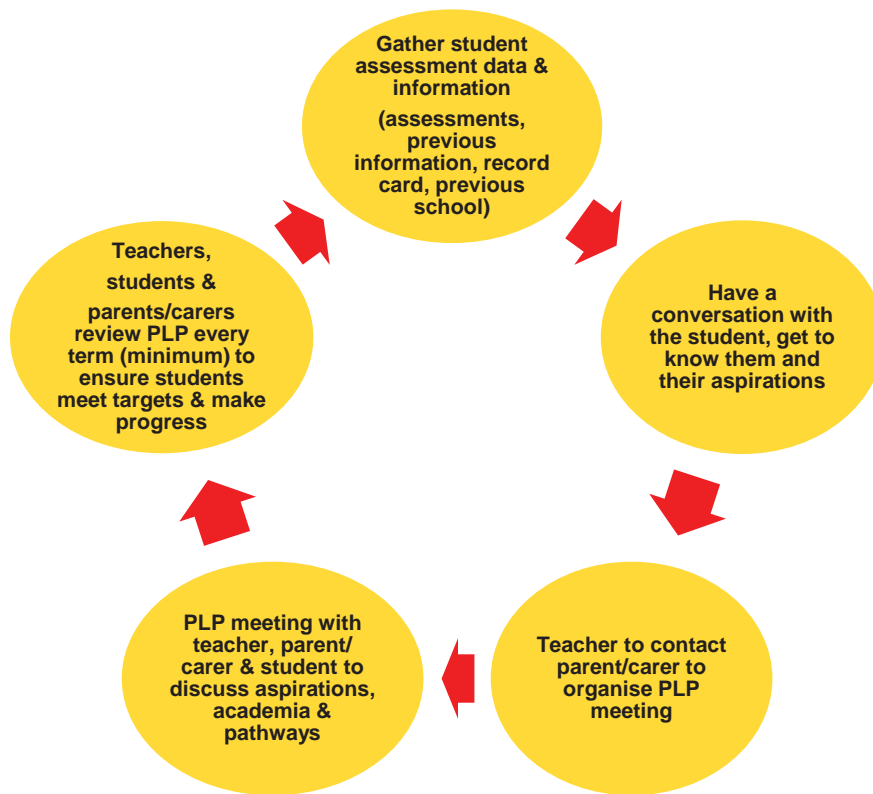 Gather student
assessment data &
information
(assessments,
previous
information, record
card, previous
school)
Have a
conversation with
the student, get to
know them and
their aspirations
Teacher to contact
parent/carer to
organise PLP
meeting
PLP meeting with
teacher, parent/
carer & student to
discuss aspirations,
academia &
pathways
Teachers,
students &
parents/carers
review PLP every
term (minimum) to
ensure students
meet targets & make
progress